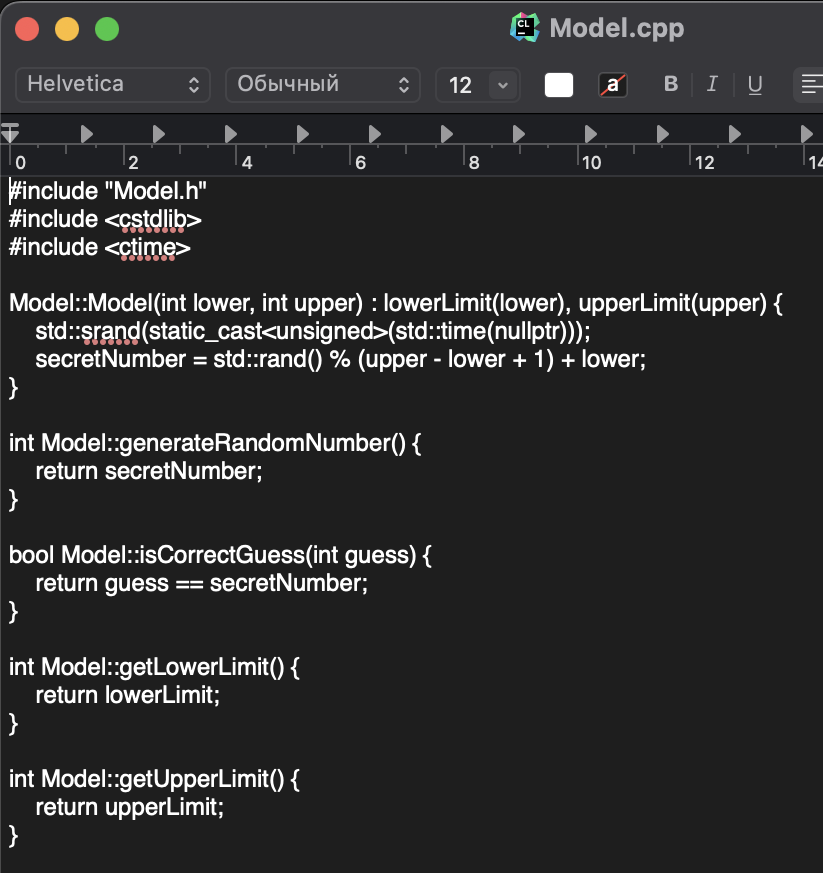 Model.cpp
Helvetica Обычный 12 a B I U
0 2 4 6 8 10 12 14
#include "Model.h"
#include <cstdlib>
#include <ctime>
Model::Model(int lower, int upper) : lowerLimit(lower), upperLimit(upper) {
std::srand(static_cast<unsigned>(std::time(nullptr)));
secretNumber = std::rand() % (upper - lower + 1) + lower;
}
int Model::generateRandomNumber() {
return secretNumber;
}
bool Model::isCorrectGuess(int guess) {
return guess == secretNumber;
}
int Model::getLowerLimit() {
return lowerLimit;
}
int Model::getUpperLimit() {
return upperLimit;
}